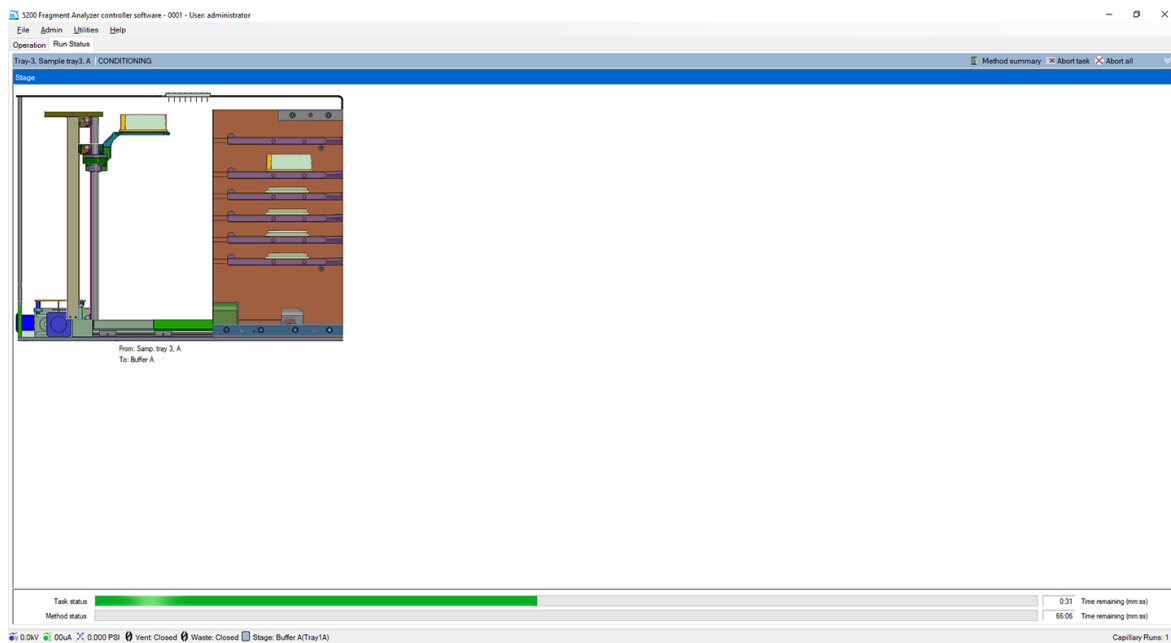 5200 Fragment Analyzer controller software - 0001 - User: administrator
File Admin Utilities Help
Operation Run Status
Tray-3, Sample tray3, A CONDITIONING Method summary Abort task Abort all
Stage
From: Samp. tray 3, A
To: Buffer A
Task status 0:31 Time remaining (mm:ss)
Method status 66:06 Time remaining (mm:ss)
0.0kV 00uA 0.000 PSI Vent: Closed Waste: Closed Stage: Buffer A(Tray1A) Capillary Runs: 1